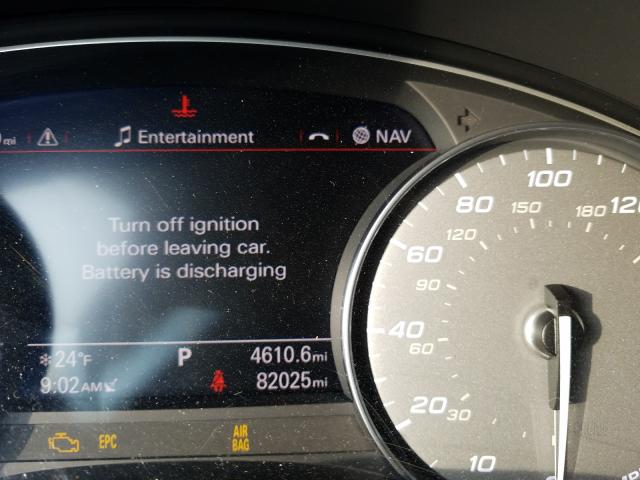 mi
Entertainment
NAV
Turn off ignition
before leaving car.
Battery is discharging
24°F
P
4610.6mi
9:02AM
82025mi
EPC
AIR
BAG
10
20
30
40
60
60
90
80
120
100
150
180